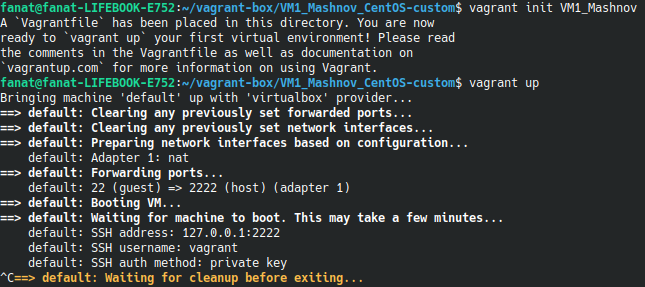 fanat@fanat-LIFEBOOK-E752:~/vagrant-box/VM1_Mashnov_CentOS-custom$ vagrant init VM1_Mashnov
A `Vagrantfile` has been placed in this directory. You are now
ready to `vagrant up` your first virtual environment! Please read
the comments in the Vagrantfile as well as documentation on
`vagrantup.com` for more information on using Vagrant.
fanat@fanat-LIFEBOOK-E752:~/vagrant-box/VM1_Mashnov_CentOS-custom$ vagrant up
Bringing machine 'default' up with 'virtualbox' provider...
==> default: Clearing any previously set forwarded ports...
==> default: Clearing any previously set network interfaces...
==> default: Preparing network interfaces based on configuration...
    default: Adapter 1: nat
==> default: Forwarding ports...
    default: 22 (guest) => 2222 (host) (adapter 1)
==> default: Booting VM...
==> default: Waiting for machine to boot. This may take a few minutes...
    default: SSH address: 127.0.0.1:2222
    default: SSH username: vagrant
    default: SSH auth method: private key
^C==> default: Waiting for cleanup before exiting...